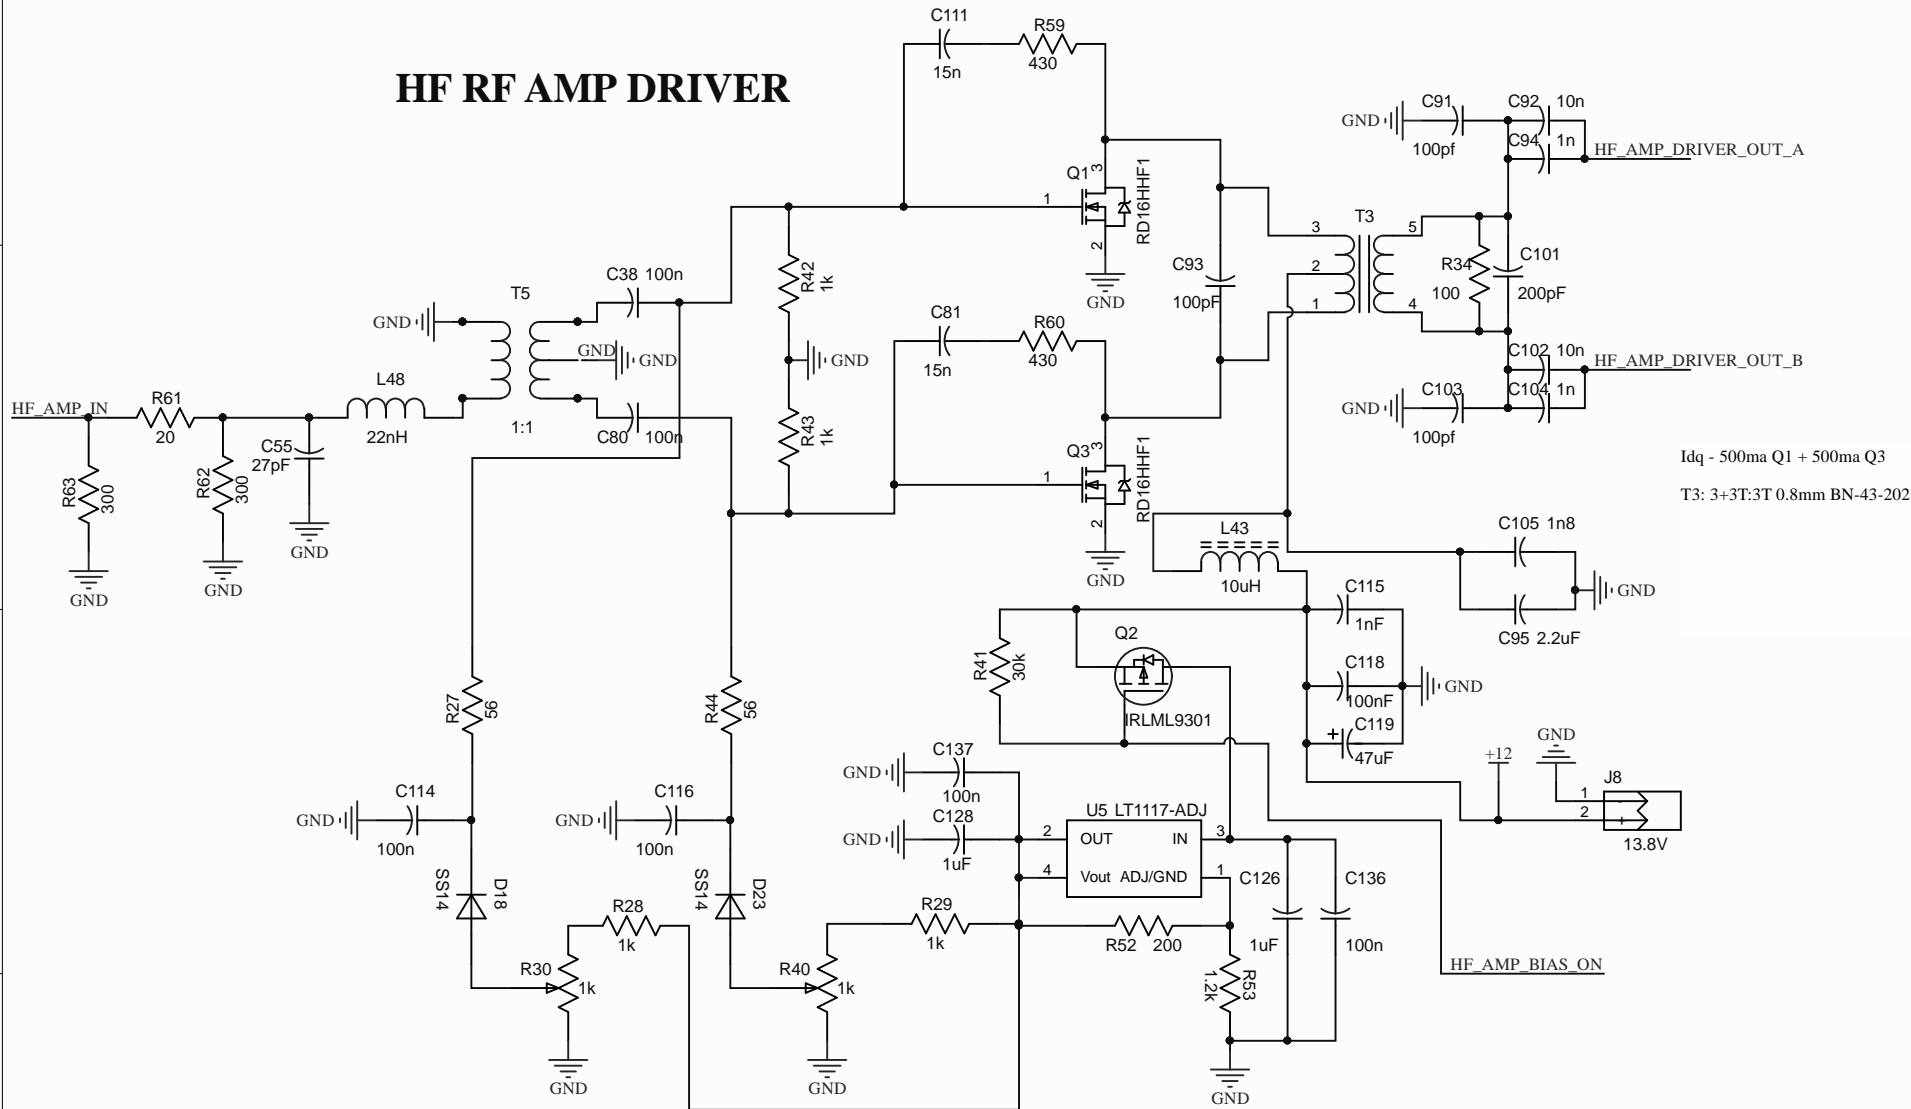 HF RF AMP DRIVER
C111
15n
R59
430
C91
100pf
GND
C92 10n
C94 1n
HF_AMP_DRIVER_OUT_A
Q1
1
3
2
RD16HHF1
GND
R42
1k
C38 100n
T5
1:1
GND
GND
GND
C80 100n
L48
22nH
HF_AMP_IN
R61
20
R63
300
GND
R62
300
GND
C55
27pF
GND
GND
R43
1k
C81
15n
R60
430
C93
100pF
T3
3
2
1
5
4
R34
100
C101
200pF
C102 10n
HF_AMP_DRIVER_OUT_B
C103
100pf
GND
C104 1n
Q3
1
3
2
RD16HHF1
GND
Idq - 500ma Q1 + 500ma Q3
T3: 3+3T:3T 0.8mm BN-43-202
L43
10uH
C105 1n8
C95 2.2uF
GND
C115
1nF
C118
100nF
C119
+
47uF
GND
R41
30k
Q2
IRLML9301
R27
56
R44
56
C114
100n
GND
C116
100n
GND
C137
100n
GND
C128
1uF
GND
U5 LT1117-ADJ
2
OUT
IN
3
4
Vout
ADJ/GND
1
C126
1uF
C136
100n
+12
GND
J8
1
-
2
+
13.8V
D18
SS14
D23
SS14
R28
1k
R29
1k
R52 200
R30
1k
R40
1k
R53
1.2k
HF_AMP_BIAS_ON
GND
GND
GND